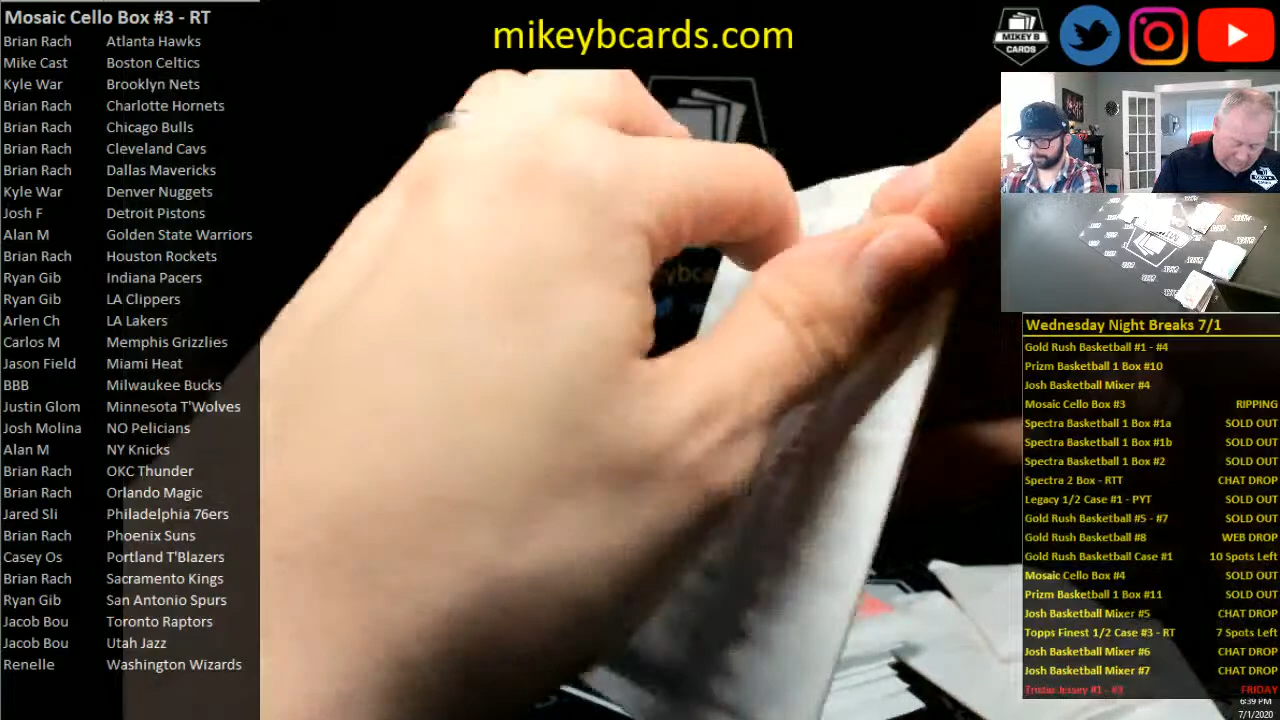 Mosaic Cello Box #3 - RT
Brian Rach Atlanta Hawks
Mike Cast Boston Celtics
Kyle War Brooklyn Nets
Brian Rach Charlotte Hornets
Brian Rach Chicago Bulls
Brian Rach Cleveland Cavs
Brian Rach Dallas Mavericks
Kyle War Denver Nuggets
Josh F Detroit Pistons
Alan M Golden State Warriors
Brian Rach Houston Rockets
Ryan Gib Indiana Pacers
Ryan Gib LA Clippers
Arlen Ch LA Lakers
Carlos M Memphis Grizzlies
Jason Field Miami Heat
BBB Milwaukee Bucks
Justin Glom Minnesota T'Wolves
Josh Molina NO Pelicians
Alan M NY Knicks
Brian Rach OKC Thunder
Brian Rach Orlando Magic
Jared Sli Philadelphia 76ers
Brian Rach Phoenix Suns
Casey Os Portland T'Blazers
Brian Rach Sacramento Kings
Ryan Gib San Antonio Spurs
Jacob Bou Toronto Raptors
Jacob Bou Utah Jazz
Renelle Washington Wizards
mikeybcards.com
MIKEY B
CARDS
Wednesday Night Breaks 7/1
Gold Rush Basketball #1 - #4
Prizm Basketball 1 Box #10
Josh Basketball Mixer #4
Mosaic Cello Box #3 RIPPING
Spectra Basketball 1 Box #1a SOLD OUT
Spectra Basketball 1 Box #1b SOLD OUT
Spectra Basketball 1 Box #2 SOLD OUT
Spectra 2 Box - RTT CHAT DROP
Legacy 1/2 Case #1 - PYT SOLD OUT
Gold Rush Basketball #5 - #7 SOLD OUT
Gold Rush Basketball #8 WEB DROP
Gold Rush Basketball Case #1 10 Spots Left
Mosaic Cello Box #4 SOLD OUT
Prizm Basketball 1 Box #11 SOLD OUT
Josh Basketball Mixer #5 CHAT DROP
Topps Finest 1/2 Case #3 - RT 7 Spots Left
Josh Basketball Mixer #6 CHAT DROP
Josh Basketball Mixer #7 CHAT DROP
Tristar Jersey #1 - #3 FRIDAY
6:39 PM
7/1/2020